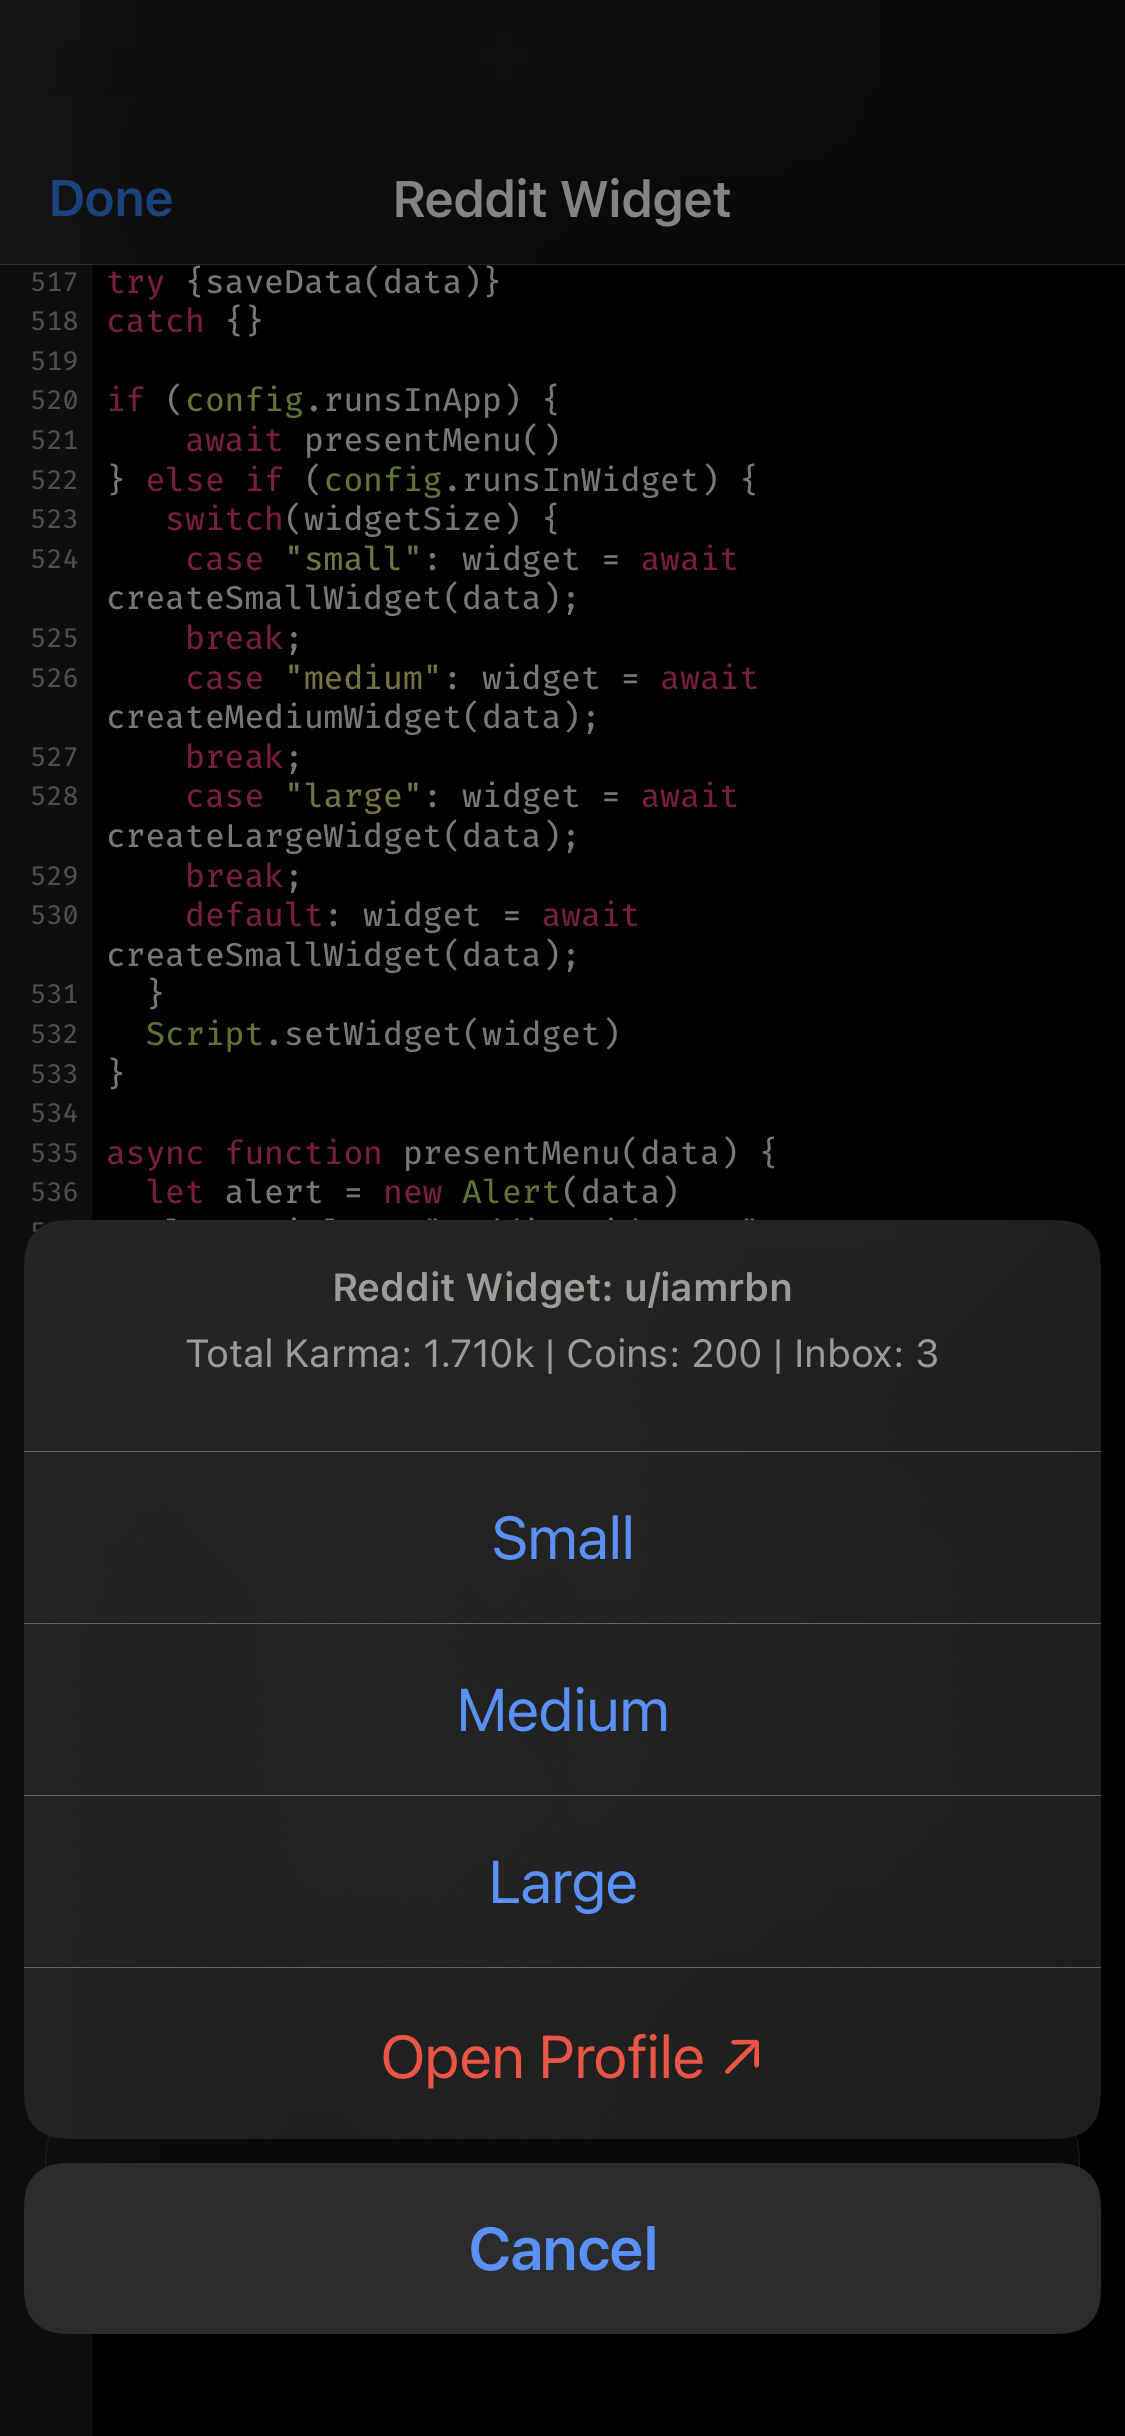 Done
Reddit Widget
517 try {saveData(data)}
518 catch {}
519
520 if (config.runsInApp) {
521 await presentMenu()
522 } else if (config.runsInWidget) {
523 switch(widgetSize) {
524 case "small": widget = await
createSmallWidget(data);
525 break;
526 case "medium": widget = await
createMediumWidget(data);
527 break;
528 case "large": widget = await
createLargeWidget(data);
529 break;
530 default: widget = await
createSmallWidget(data);
531 }
532 Script.setWidget(widget)
533 }
534
535 async function presentMenu(data) {
536 let alert = new Alert(data)
Reddit Widget: u/iamrbn
Total Karma: 1.710k | Coins: 200 | Inbox: 3
Small
Medium
Large
Open Profile ↗
Cancel